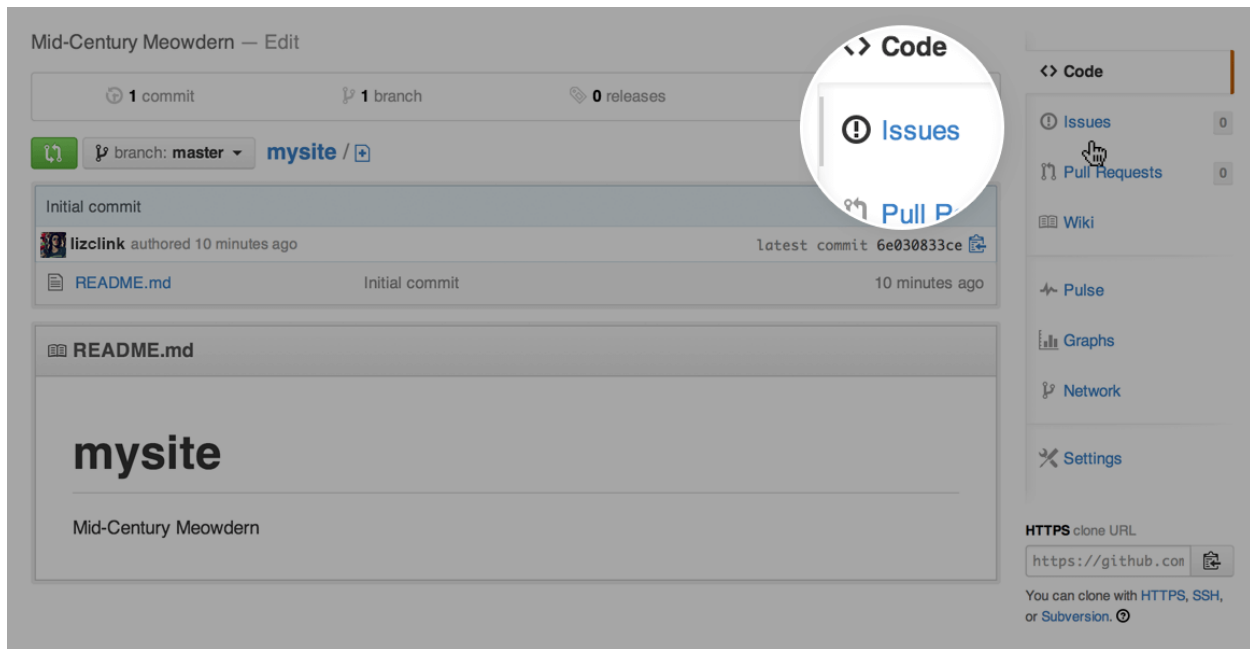 Mid-Century Meowdern — Edit
1 commit
1 branch
0 releases
branch: master
mysite /
Initial commit
lizclink authored 10 minutes ago
latest commit 6e030833ce
README.md
Initial commit
10 minutes ago
README.md
mysite
Mid-Century Meowdern
<> Code
Issues
Pull Re
<> Code
Issues 0
Pull Requests 0
Wiki
Pulse
Graphs
Network
Settings
HTTPS clone URL
https://github.com
You can clone with HTTPS, SSH,
or Subversion.